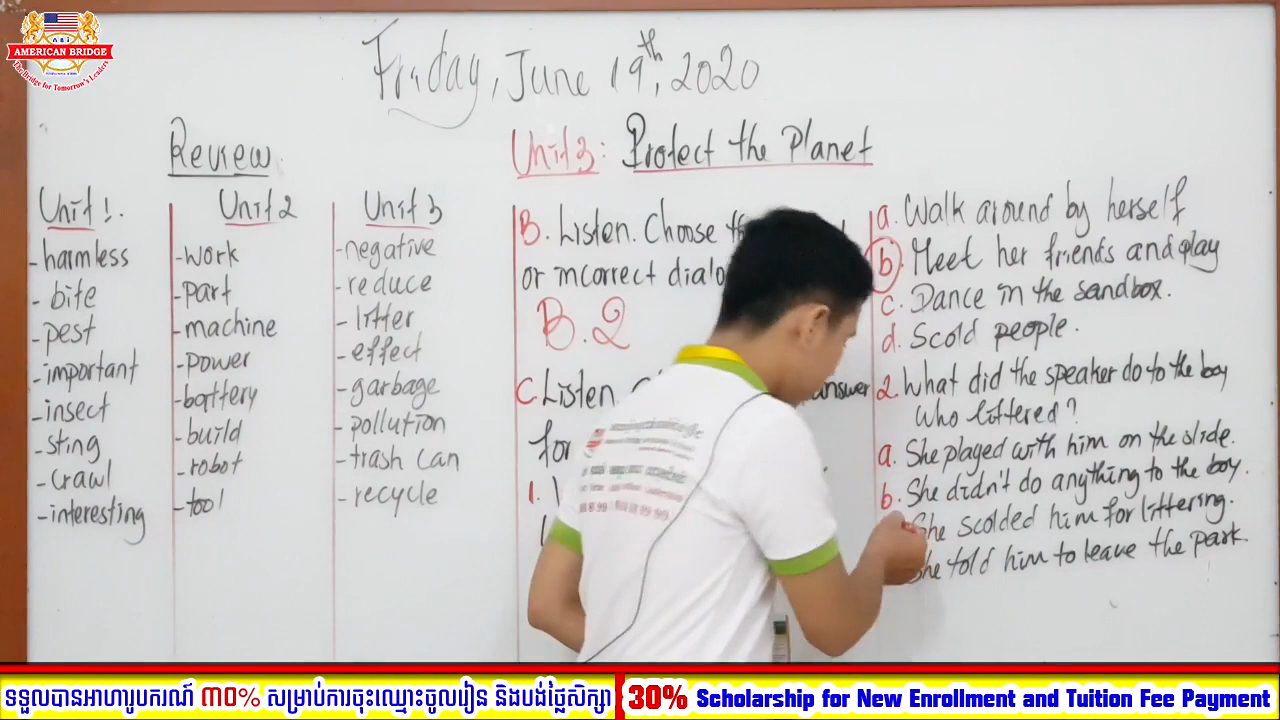 AMERICAN BRIDGE
The Bridge for Tomorrow's Leaders
Friday, June 19th, 2020
Review
Unit 1.
-harmless
-bite
-pest
-important
-insect
-sting
-crawl
-interesting
Unit 2
-work
-part
-machine
-power
-battery
-build
-robot
-tool
Unit 3
-negative
-reduce
-litter
-effect
-garbage
-pollution
-trash can
-recycle
Unit 3: Protect the Planet
B. Listen. Choose
or incorrect
B.2
C. Listen. answer
for
1.
a. Walk around by herself
b. Meet her friends and play
c. Dance in the sandbox.
d. Scold people.
2. What did the speaker do to the boy
who littered?
a. She played with him on the slide.
b. She didn't do anything to the boy.
She scolded him for littering.
She told him to leave the park.
ទទួលបានអាហារូបករណ៍ ៣០% សម្រាប់ការចុះឈ្មោះចូលរៀន និងបង់ថ្លៃសិក្សា
30% Scholarship for New Enrollment and Tuition Fee Payment